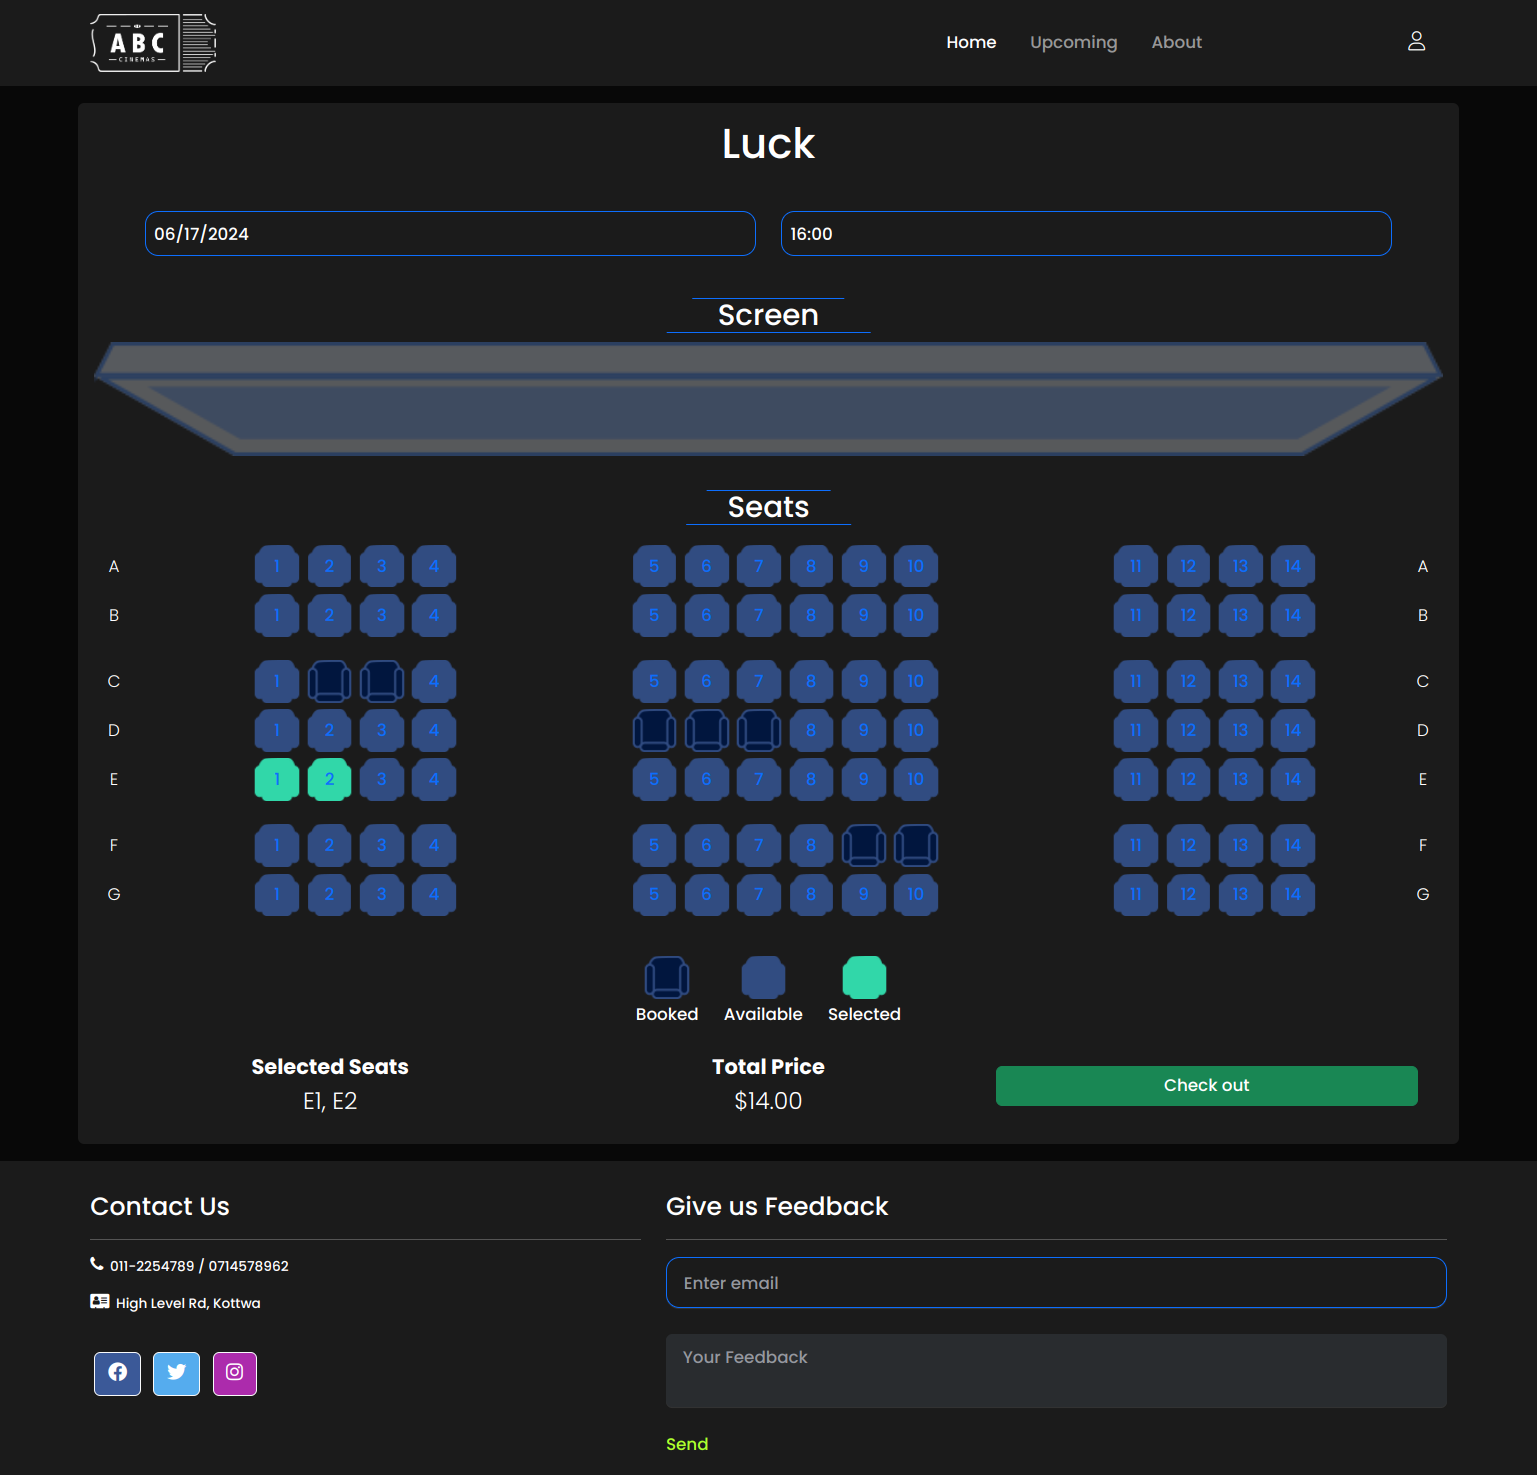 ABC
CINEMAS
Home Upcoming About
Luck
06/17/2024 16:00
Screen
Seats
A 1 2 3 4 5 6 7 8 9 10 11 12 13 14 A
B 1 2 3 4 5 6 7 8 9 10 11 12 13 14 B
C 1 4 5 6 7 8 9 10 11 12 13 14 C
D 1 2 3 4 8 9 10 11 12 13 14 D
E 1 2 3 4 5 6 7 8 9 10 11 12 13 14 E
F 1 2 3 4 5 6 7 8 11 12 13 14 F
G 1 2 3 4 5 6 7 8 9 10 11 12 13 14 G
Booked Available Selected
Selected Seats Total Price Check out
E1, E2 $14.00
Contact Us
011-2254789 / 0714578962
High Level Rd, Kottwa
Give us Feedback
Enter email
Your Feedback
Send